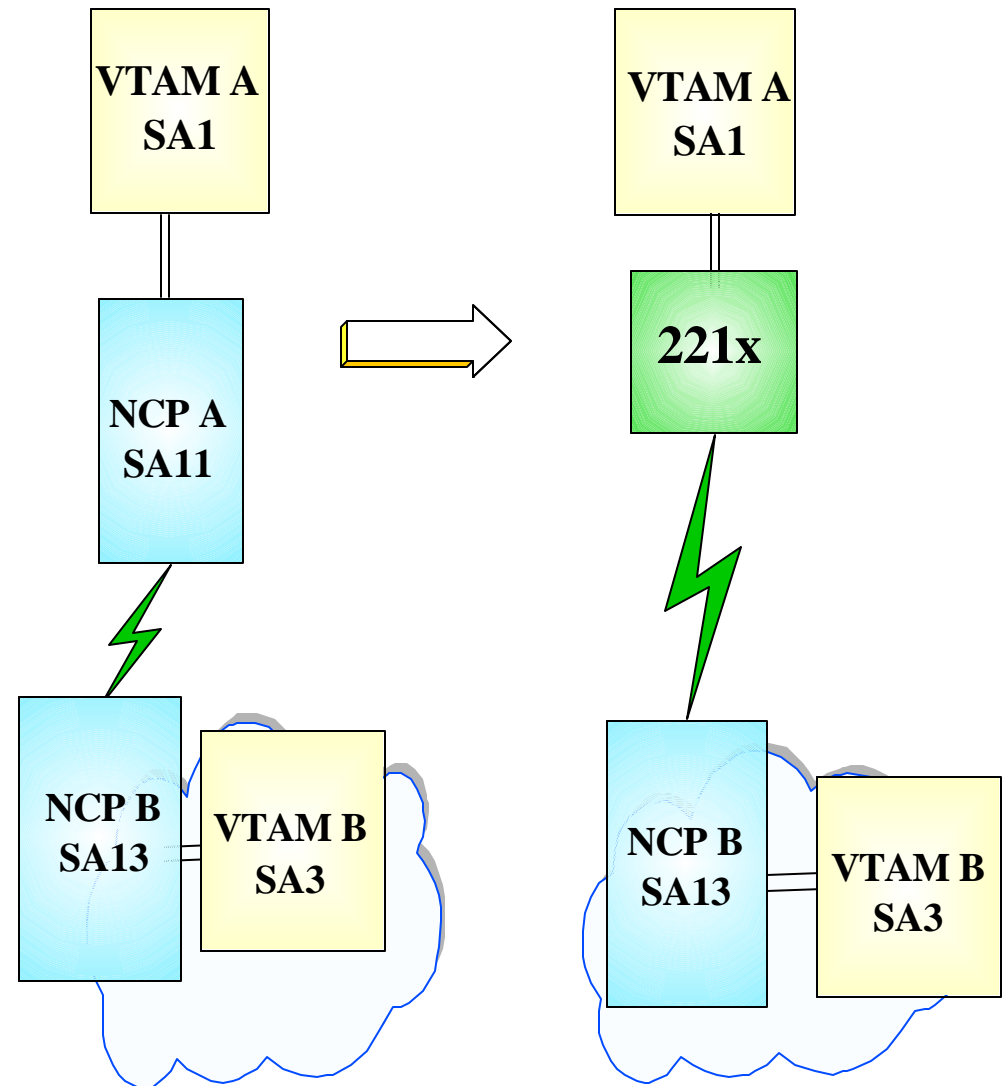 VTAM A
SA1
NCP A
SA11
NCP B
SA13
VTAM B
SA3
VTAM A
SA1
221x
NCP B
SA13
VTAM B
SA3